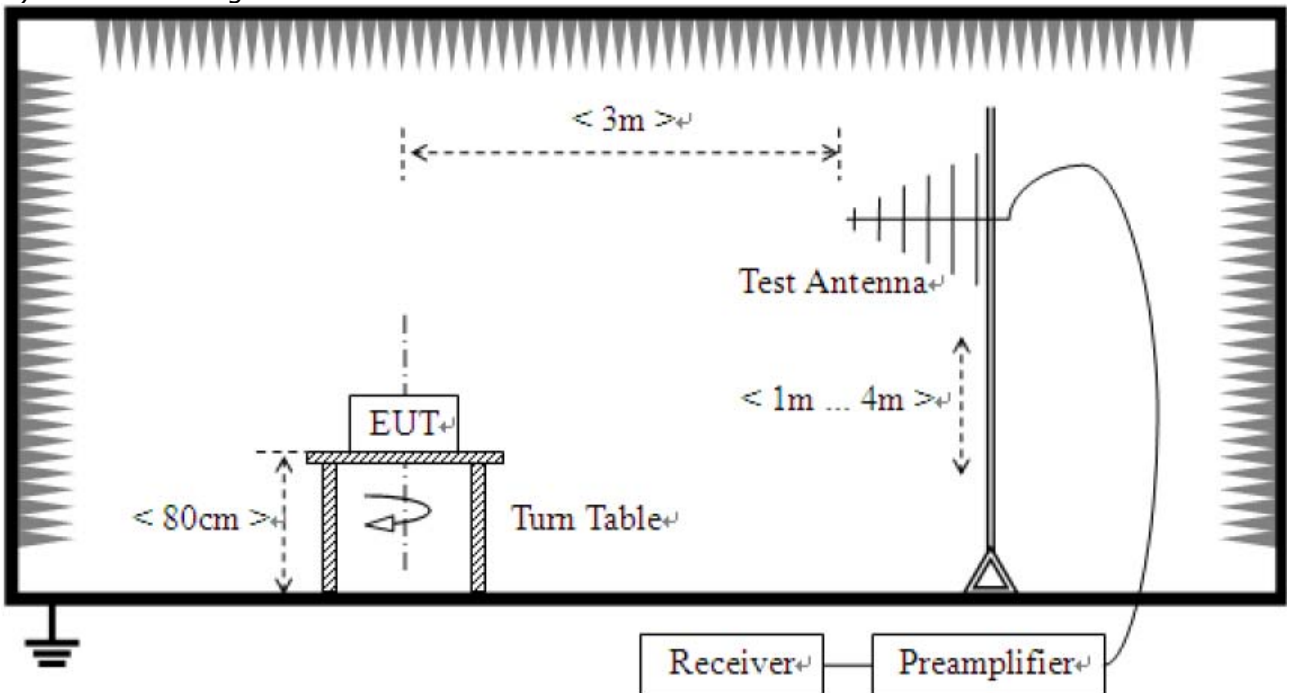 < 3m >↵
Test Antenna↵
< 1m ... 4m >↵
EUT↵
< 80cm >↵
Turn Table↵
Receiver↵
Preamplifier↵